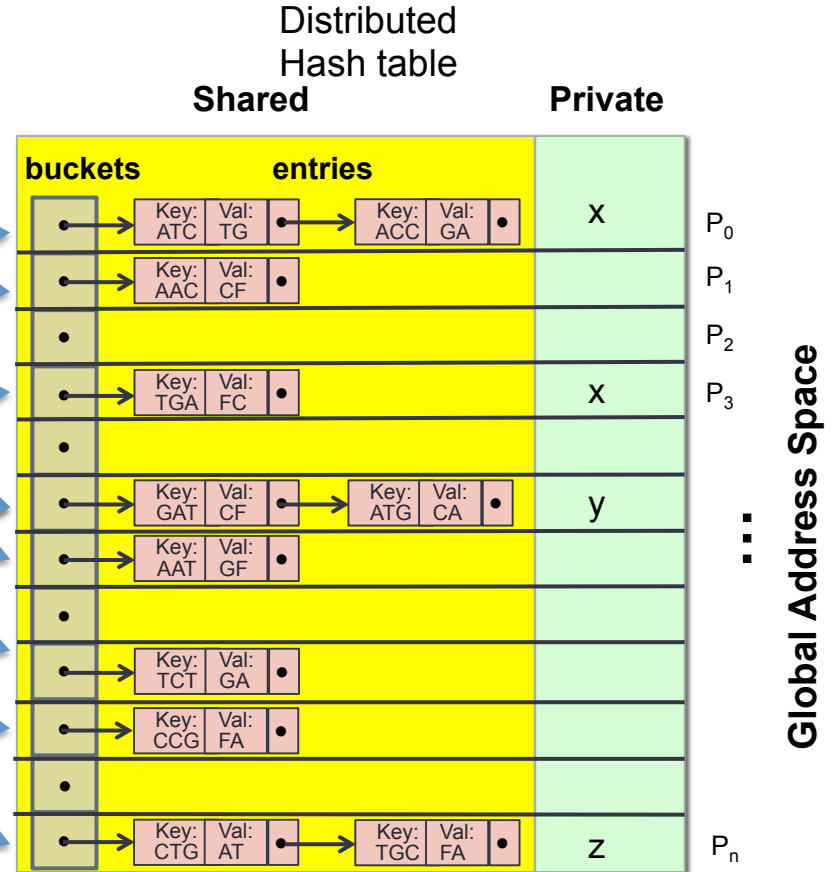 Distributed
Hash table
Shared Private
buckets entries
Key: Val: Key: Val:
ATC TG ACC GA
x
P0
Key: Val:
AAC CF
P1
P2
Key: Val:
TGA FC
x
P3
Key: Val: Key: Val:
GAT CF ATG CA
y
...
Key: Val:
AAT GF
Key: Val:
TCT GA
Key: Val:
CCG FA
Key: Val: Key: Val:
CTG AT TGC FA
z
Pn
Global Address Space